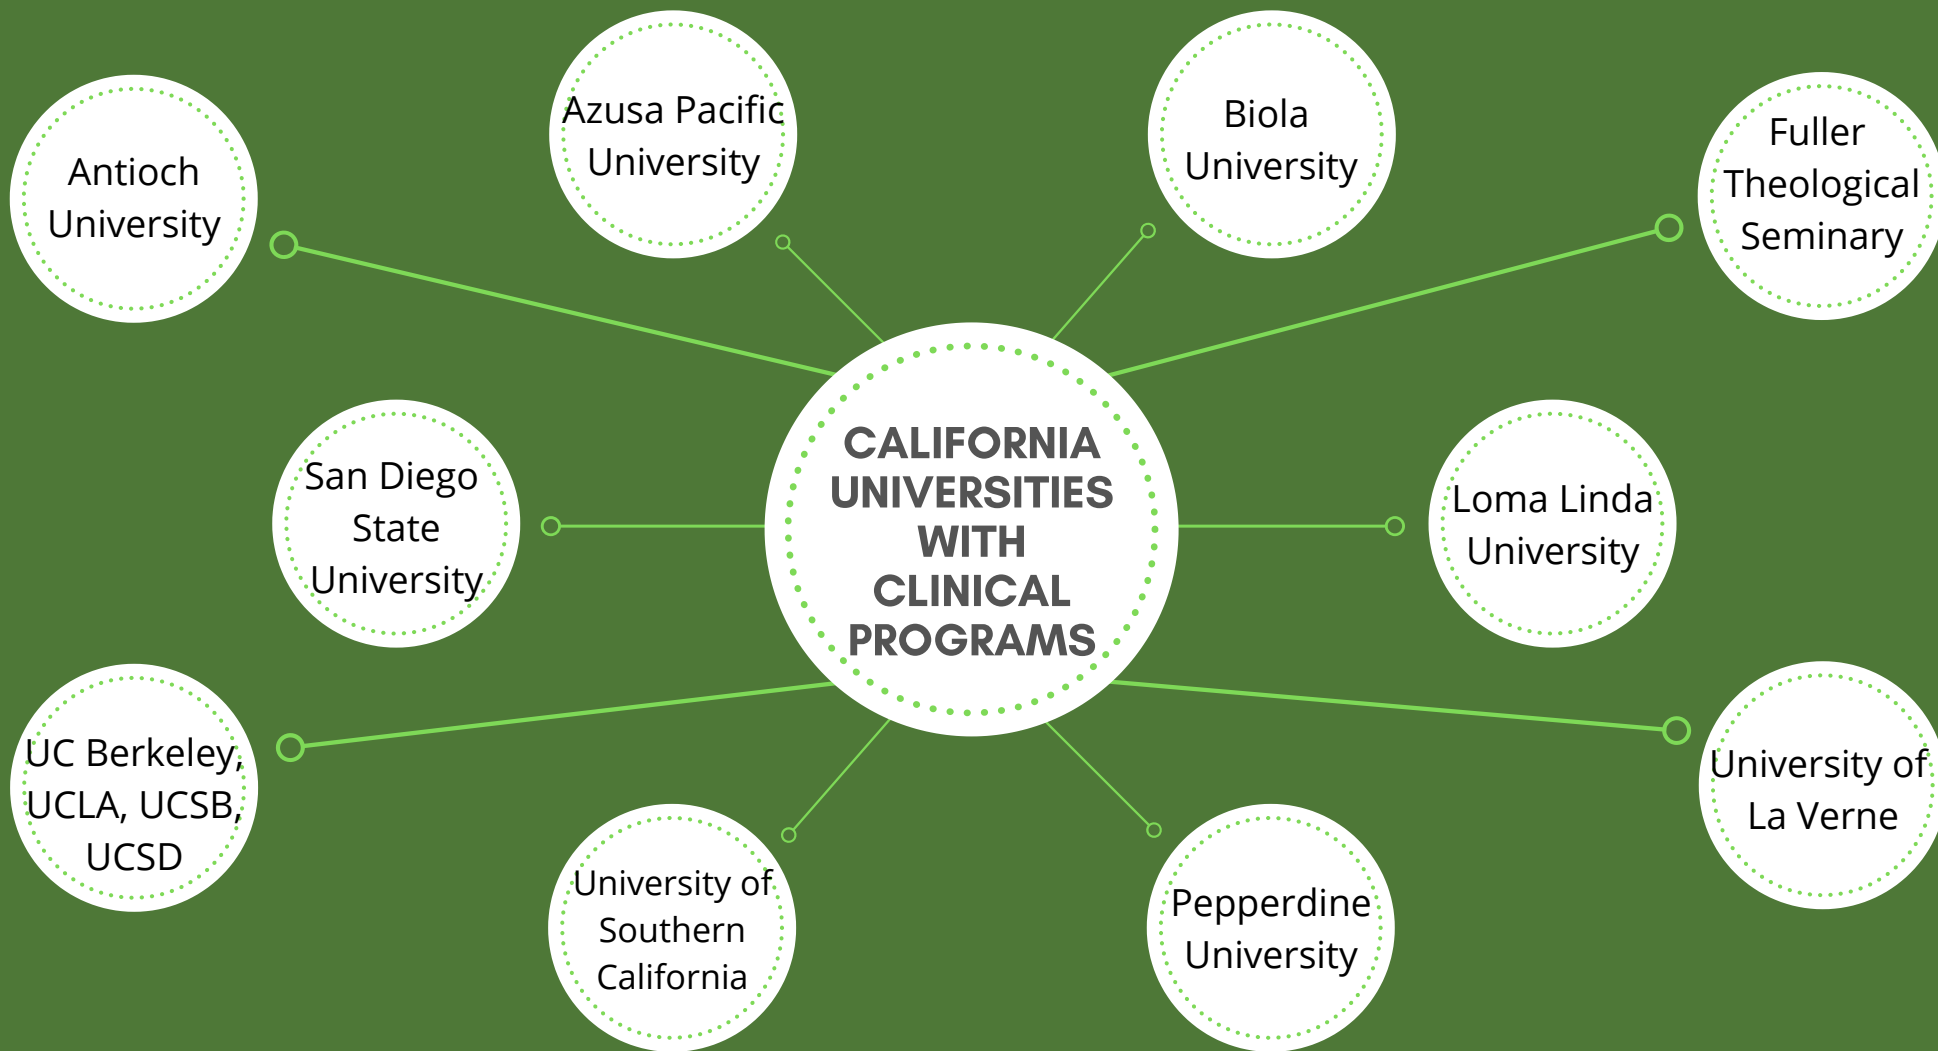 Antioch
University
Azusa Pacific
University
Biola
University
Fuller
Theological
Seminary
San Diego
State
University
CALIFORNIA
UNIVERSITIES
WITH
CLINICAL
PROGRAMS
Loma Linda
University
UC Berkeley,
UCLA, UCSB,
UCSD
University of
Southern
California
Pepperdine
University
University of
La Verne